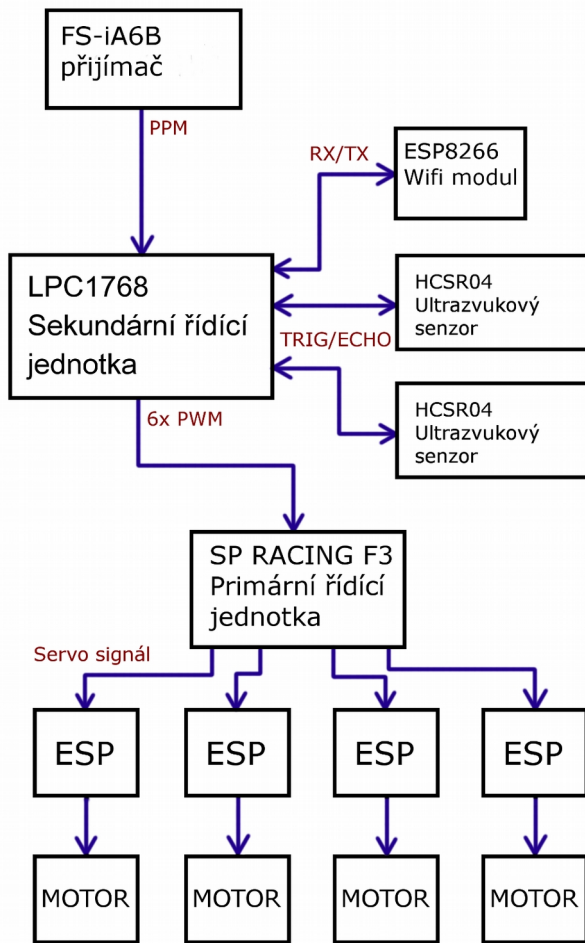 FS-iA6B
přijímač
PPM
RX/TX
ESP8266
Wifi modul
LPC1768
Sekundární řídící
jednotka
HCSR04
Ultrazvukový
senzor
TRIG/ECHO
HCSR04
Ultrazvukový
senzor
6x PWM
SP RACING F3
Primární řídící
jednotka
Servo signál
ESP
ESP
ESP
ESP
MOTOR
MOTOR
MOTOR
MOTOR